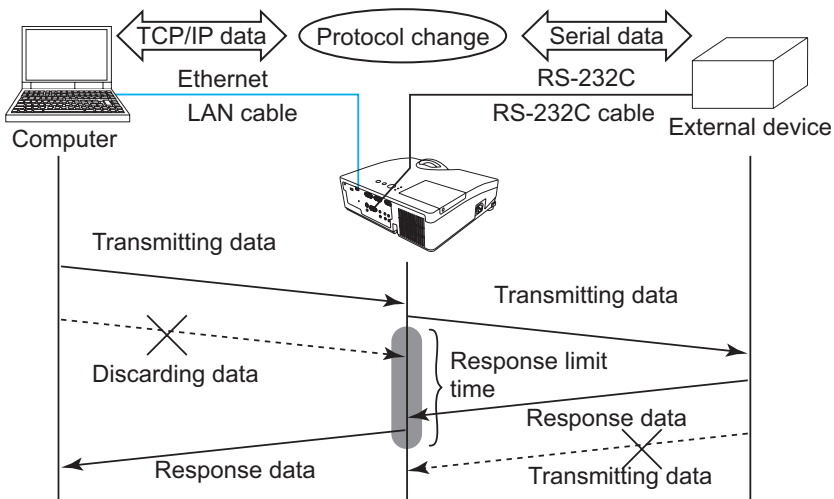 TCP/IP data
Protocol change
Serial data
Ethernet
RS-232C
LAN cable
RS-232C cable
Computer
External device
Transmitting data
Transmitting data
Discarding data
Response limit
time
Response data
Response data
Transmitting data